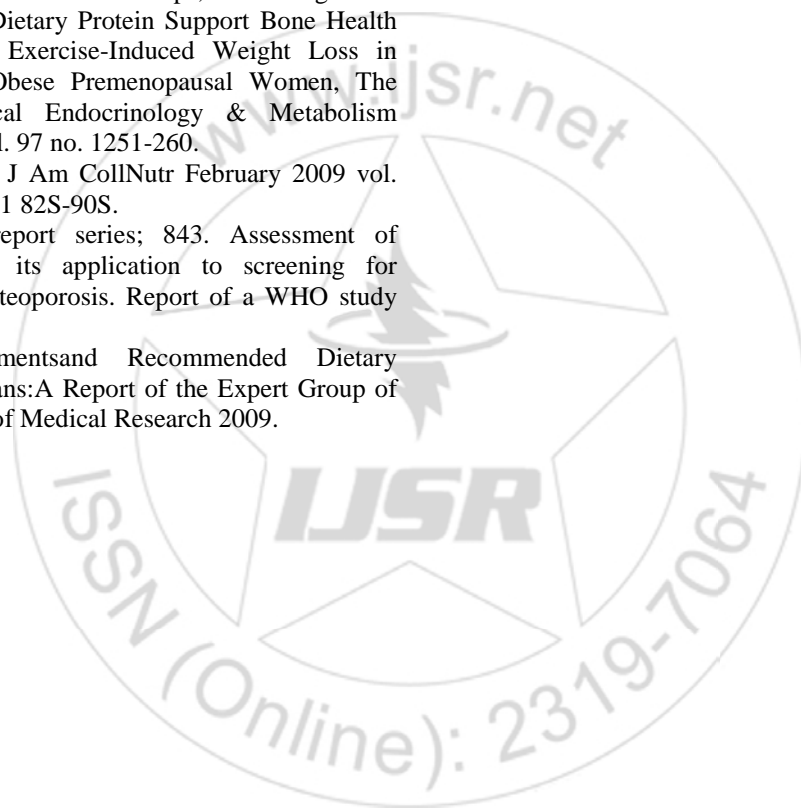 Dietary Protein Support Bone Health
Exercise-Induced Weight Loss in
Obese Premenopausal Women, The
Endocrinology & Metabolism
97 no. 1251-260.
J Am CollNutr February 2009 vol.
1 82S-90S.
report series; 843. Assessment of
its application to screening for
teoporosis. Report of a WHO study
mentsand Recommended Dietary
ans:A Report of the Expert Group of
of Medical Research 2009.
www.ijsr.net
IJSR
ISSN (Online): 2319-7064